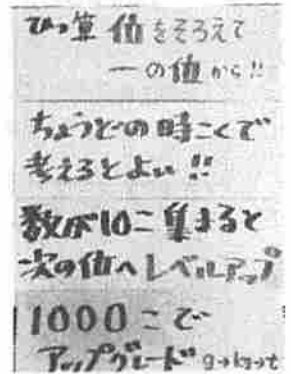 ひっ算 位をそろえて
一の位から!!
ちょうどの時こくで
考えるとよい!!
数が10こ集まると
次の位へレベルアップ
1000こで
アップグレード g→kg→t